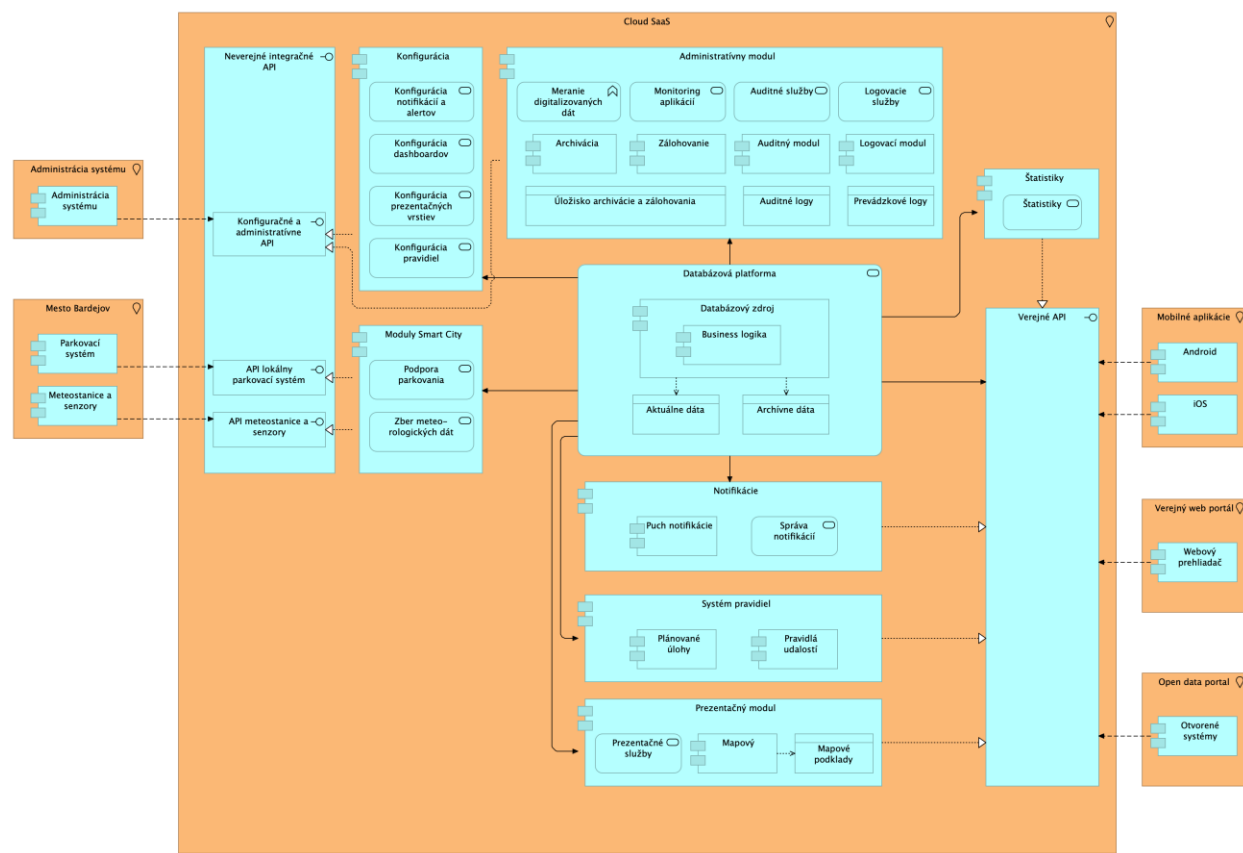 Cloud SaaS
Neverejné integračné
API
Konfigurácia
Konfigurácia
notifikácií a
alertov
Konfigurácia
dashboardov
Konfigurácia
prezentačných
vrstiev
Konfigurácia
pravidiel
Administratívny modul
Meranie
digitalizovaných
dát
Monitoring
aplikácií
Auditné služby
Logovacie
služby
Archivácia
Zálohovanie
Auditný modul
Logovací modul
Úložisko archivácie a zálohovania
Auditné logy
Prevádzkové logy
Administrácia systému
Administrácia
systému
Konfiguračné a
administratívne
API
Štatistiky
Štatistiky
Databázová platforma
Databázový zdroj
Business logika
Aktuálne dáta
Archívne dáta
Mesto Bardejov
Parkovací
systém
Meteostanice a
senzory
API lokálny
parkovací systém
API meteostanice a
senzory
Moduly Smart City
Podpora
parkovania
Zber meteo-
rologických dát
Verejné API
Mobilné aplikácie
Android
iOS
Notifikácie
Puch notifikácie
Správa
notifikácií
Verejný web portál
Webový
prehliadač
Systém pravidiel
Plánované
úlohy
Pravidlá
udalostí
Prezentačný modul
Prezentačné
služby
Mapový
Mapové
podklady
Open data portal
Otvorené
systémy